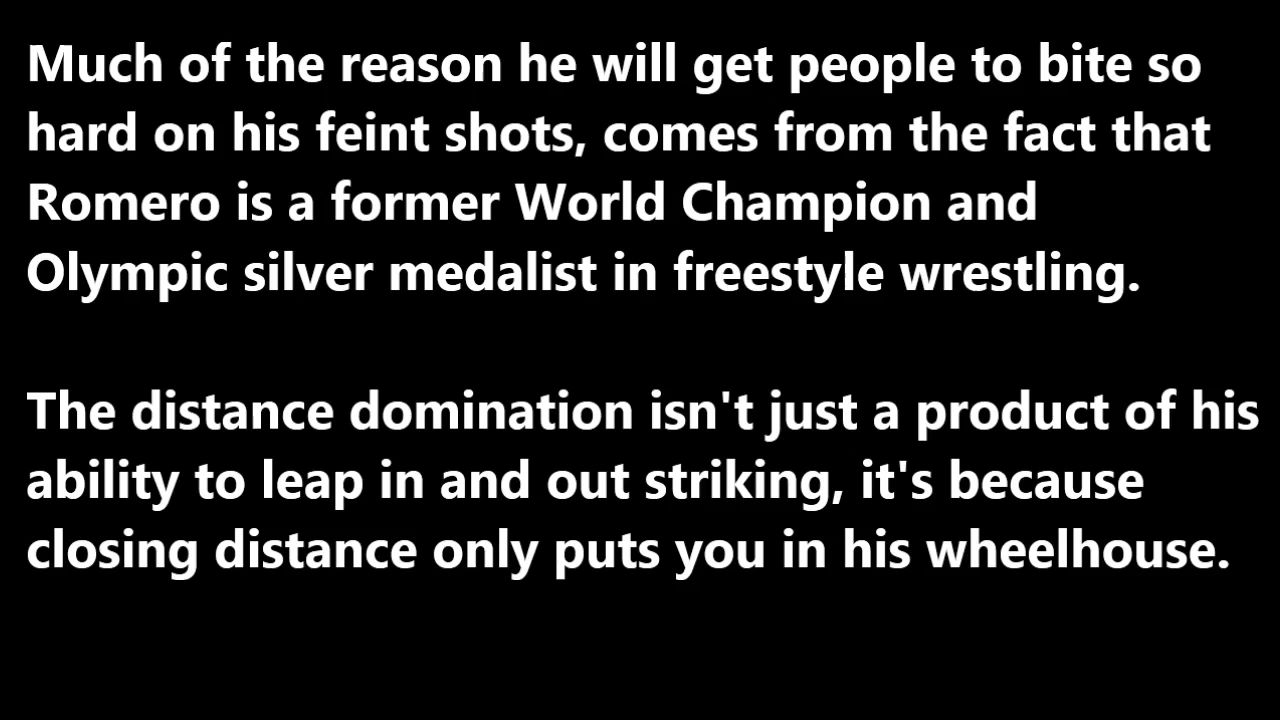 Much of the reason he will get people to bite so
hard on his feint shots, comes from the fact that
Romero is a former World Champion and
Olympic silver medalist in freestyle wrestling.
The distance domination isn't just a product of his
ability to leap in and out striking, it's because
closing distance only puts you in his wheelhouse.